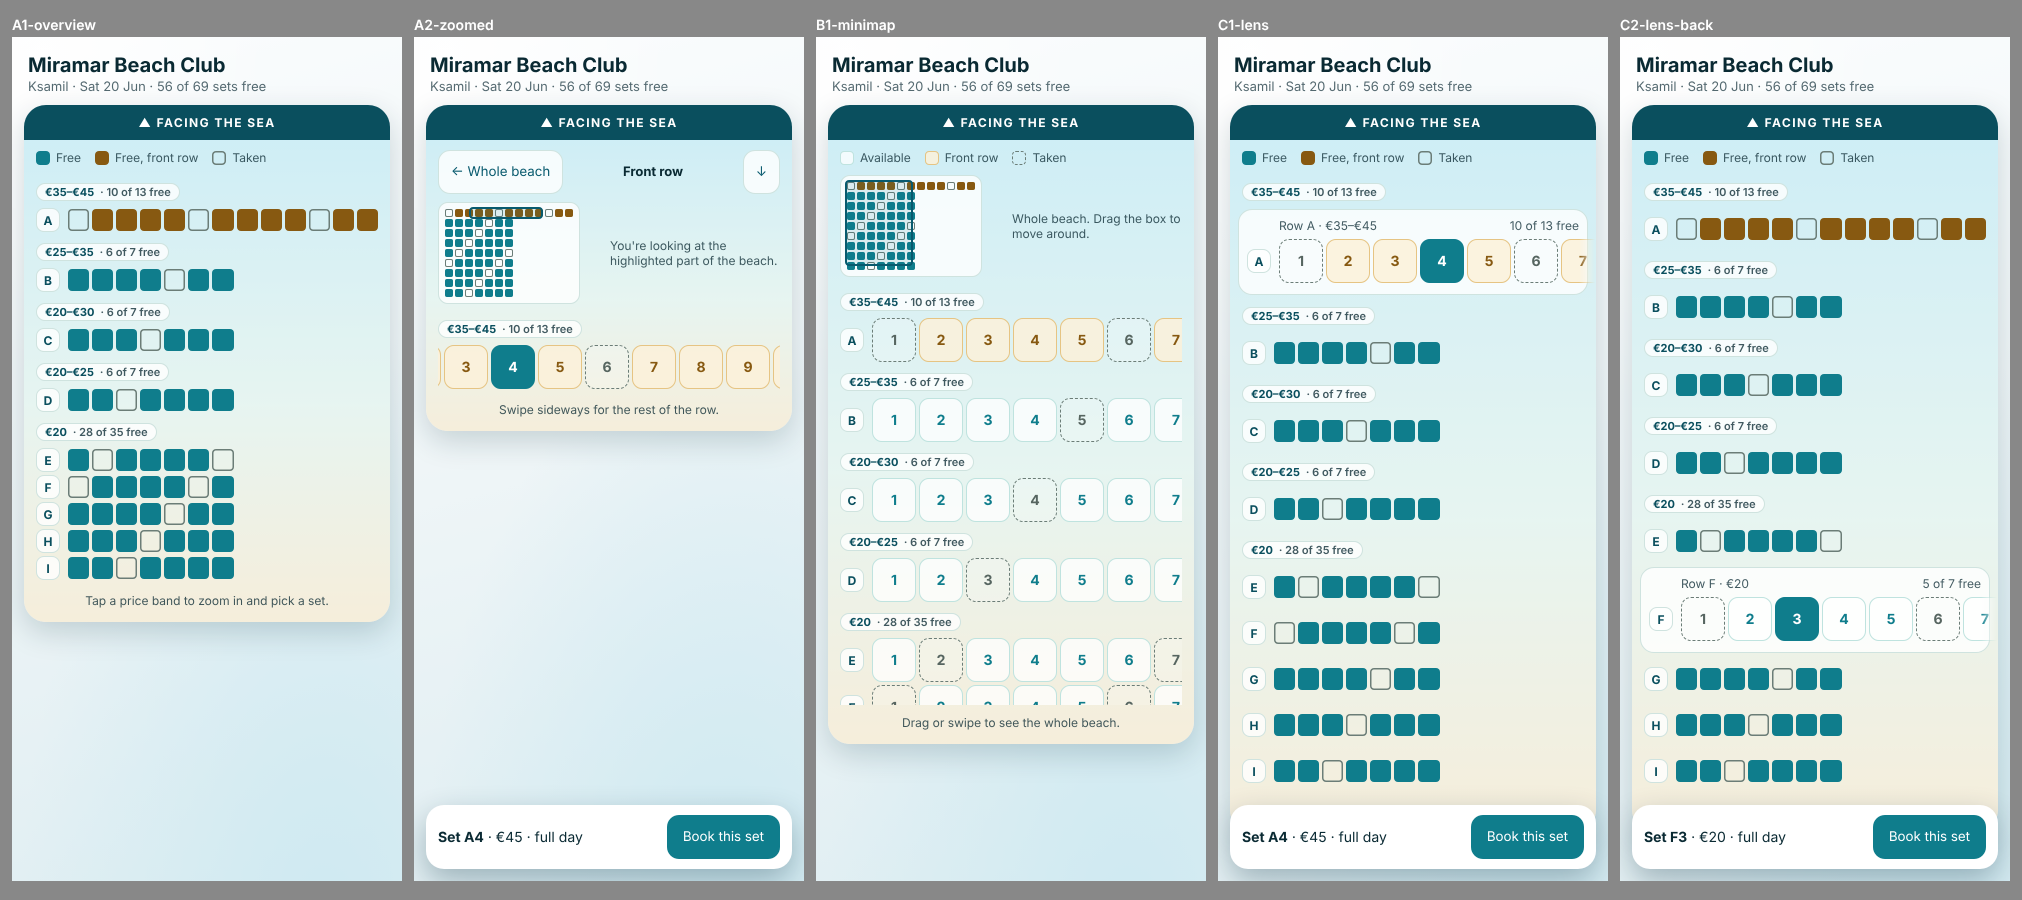 A1-overview
Miramar Beach Club
Ksamil · Sat 20 Jun · 56 of 69 sets free
▲ FACING THE SEA
Free Free, front row Taken
€35–€45 · 10 of 13 free
A
€25–€35 · 6 of 7 free
B
€20–€30 · 6 of 7 free
C
€20–€25 · 6 of 7 free
D
€20 · 28 of 35 free
E
F
G
H
I
Tap a price band to zoom in and pick a set.
A2-zoomed
Miramar Beach Club
Ksamil · Sat 20 Jun · 56 of 69 sets free
▲ FACING THE SEA
← Whole beach Front row ↓
You're looking at the
highlighted part of the beach.
€35–€45 · 10 of 13 free
3 4 5 6 7 8 9
Swipe sideways for the rest of the row.
Set A4 · €45 · full day Book this set
B1-minimap
Miramar Beach Club
Ksamil · Sat 20 Jun · 56 of 69 sets free
▲ FACING THE SEA
Available Front row Taken
Whole beach. Drag the box to
move around.
€35–€45 · 10 of 13 free
A 1 2 3 4 5 6 7
€25–€35 · 6 of 7 free
B 1 2 3 4 5 6 7
€20–€30 · 6 of 7 free
C 1 2 3 4 5 6 7
€20–€25 · 6 of 7 free
D 1 2 3 4 5 6 7
€20 · 28 of 35 free
E 1 2 3 4 5 6 7
Drag or swipe to see the whole beach.
C1-lens
Miramar Beach Club
Ksamil · Sat 20 Jun · 56 of 69 sets free
▲ FACING THE SEA
Free Free, front row Taken
€35–€45 · 10 of 13 free
Row A · €35–€45 10 of 13 free
A 1 2 3 4 5 6 7
€25–€35 · 6 of 7 free
B
€20–€30 · 6 of 7 free
C
€20–€25 · 6 of 7 free
D
€20 · 28 of 35 free
E
F
G
H
I
Set A4 · €45 · full day Book this set
C2-lens-back
Miramar Beach Club
Ksamil · Sat 20 Jun · 56 of 69 sets free
▲ FACING THE SEA
Free Free, front row Taken
€35–€45 · 10 of 13 free
A
€25–€35 · 6 of 7 free
B
€20–€30 · 6 of 7 free
C
€20–€25 · 6 of 7 free
D
€20 · 28 of 35 free
E
Row F · €20 5 of 7 free
F 1 2 3 4 5 6 7
G
H
I
Set F3 · €20 · full day Book this set